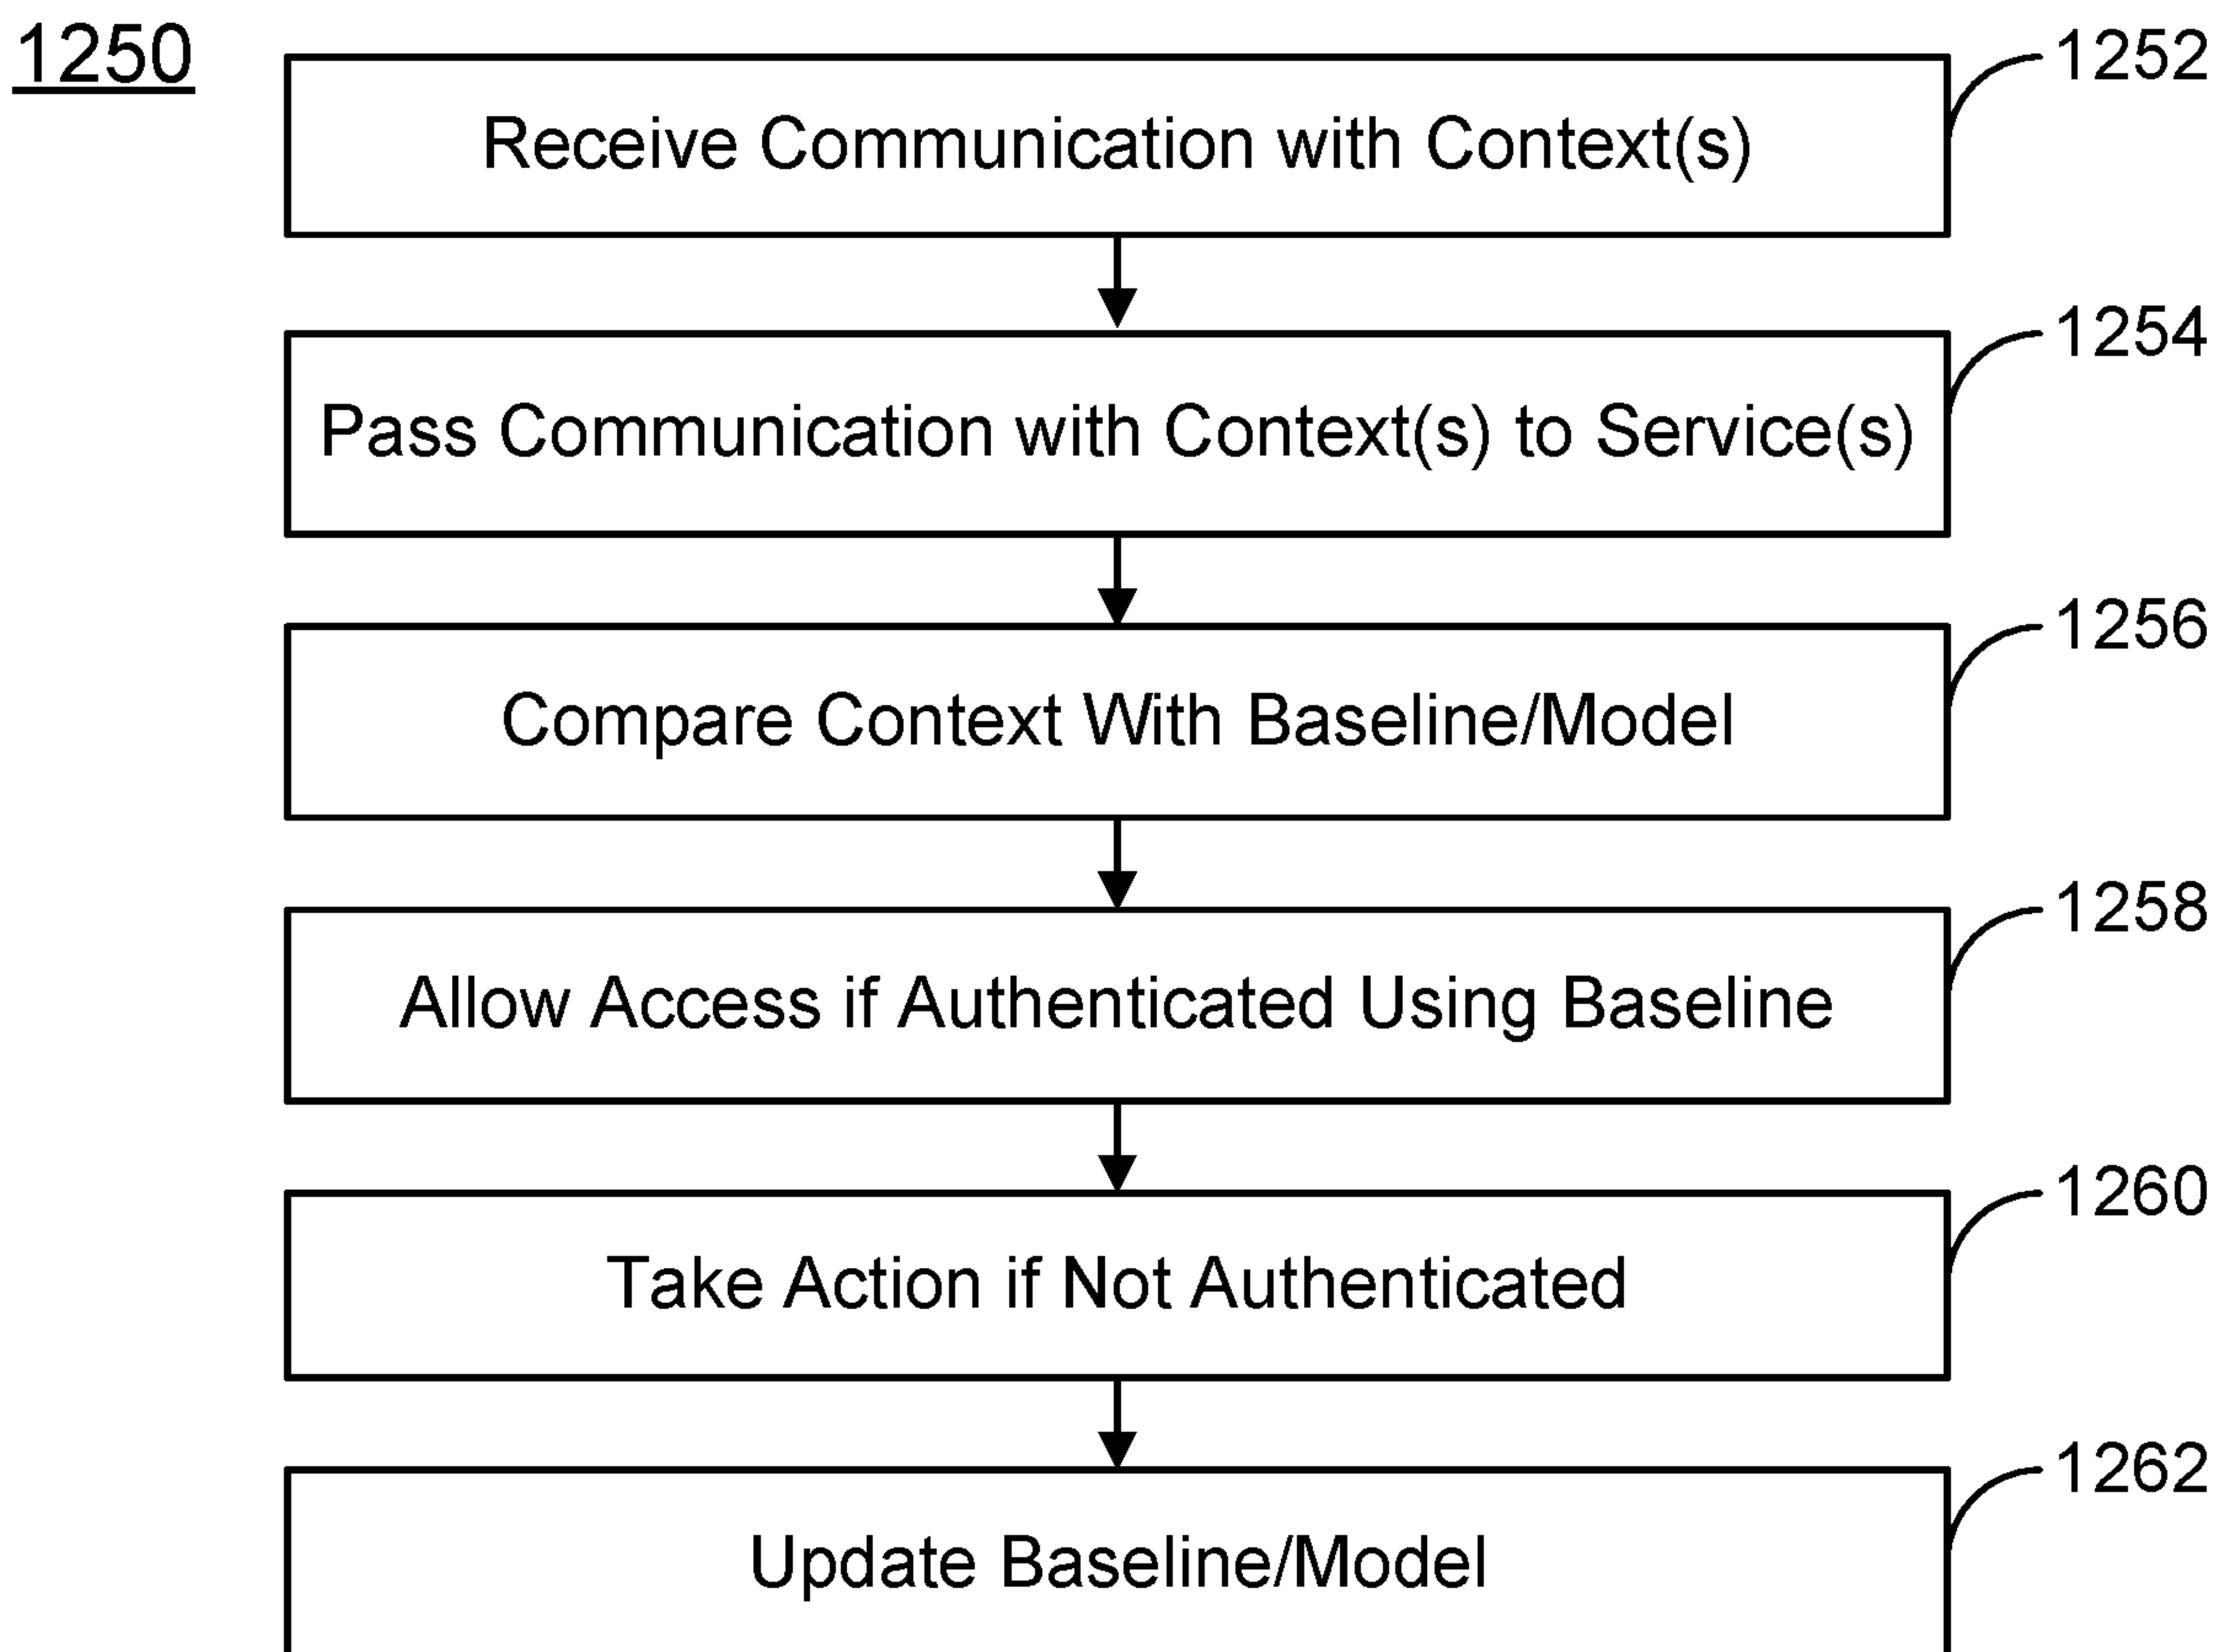 1250
1252
Receive Communication with Context(s)
1254
Pass Communication with Context(s) to Service(s)
1256
Compare Context With Baseline/Model
1258
Allow Access if Authenticated Using Baseline
1260
Take Action if Not Authenticated
1262
Update Baseline/Model